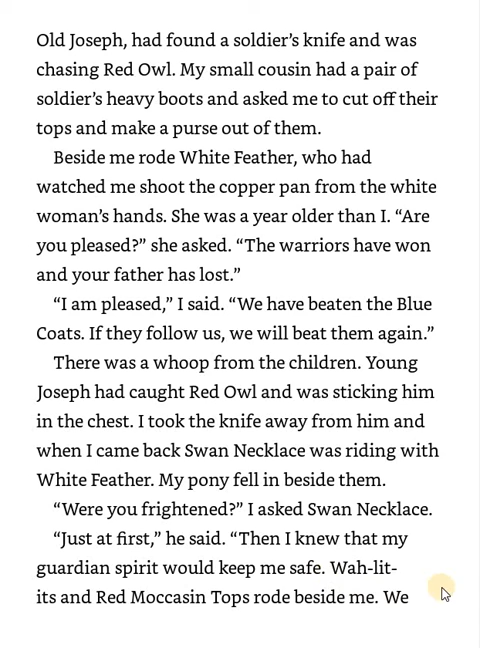 Old Joseph, had found a soldier’s knife and was
chasing Red Owl. My small cousin had a pair of
soldier’s heavy boots and asked me to cut off their
tops and make a purse out of them.
Beside me rode White Feather, who had
watched me shoot the copper pan from the white
woman’s hands. She was a year older than I. “Are
you pleased?” she asked. “The warriors have won
and your father has lost.”
“I am pleased,” I said. “We have beaten the Blue
Coats. If they follow us, we will beat them again.”
There was a whoop from the children. Young
Joseph had caught Red Owl and was sticking him
in the chest. I took the knife away from him and
when I came back Swan Necklace was riding with
White Feather. My pony fell in beside them.
“Were you frightened?” I asked Swan Necklace.
“Just at first,” he said. “Then I knew that my
guardian spirit would keep me safe. Wah-lit-
its and Red Moccasin Tops rode beside me. We